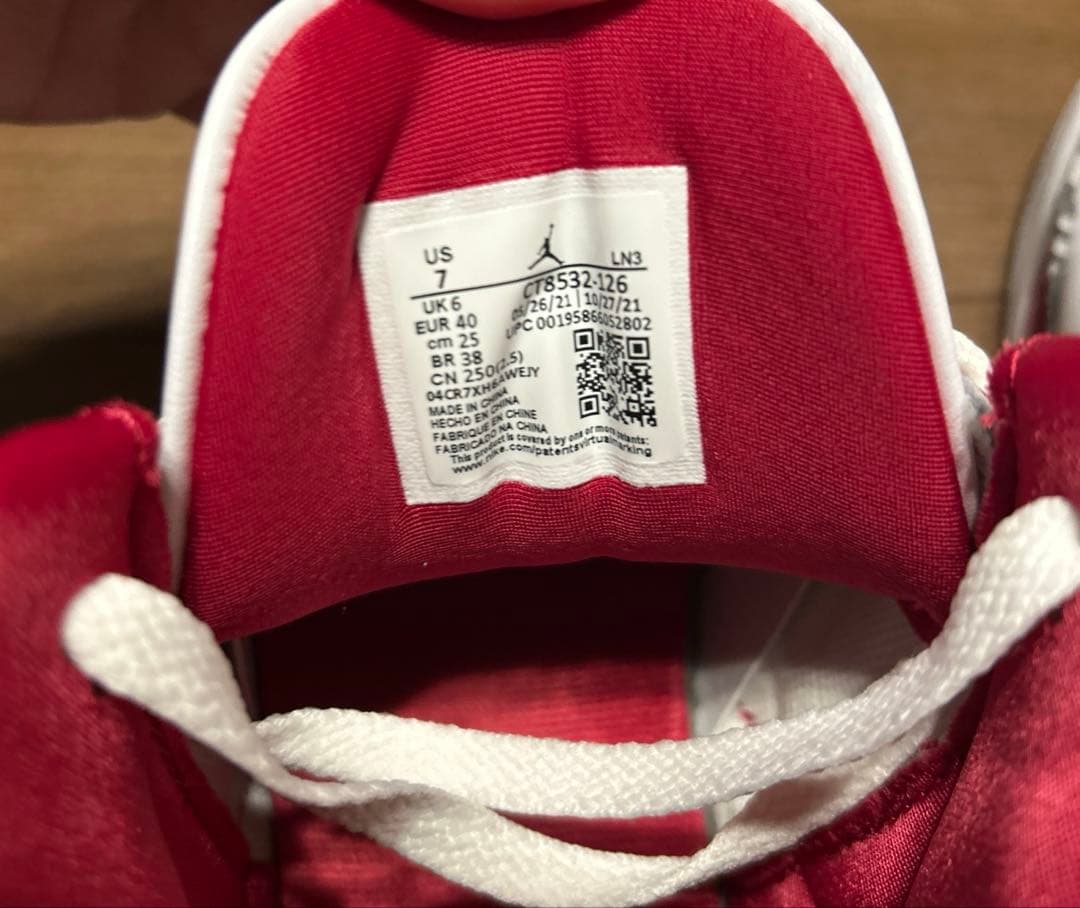 US LN3
7
CT8532-126
UK 6 05/26/21 | 10/27/21
EUR 40 UPC 00195866052802
cm 25
BR 38
CN 250(2.5)
MADE IN CHINA
HECHO EN CHINA
FABRIQUE EN CHINE
FABRICADO NA CHINA
This product is covered by one or more patents:
www.nike.com/patentsvirtualmarking